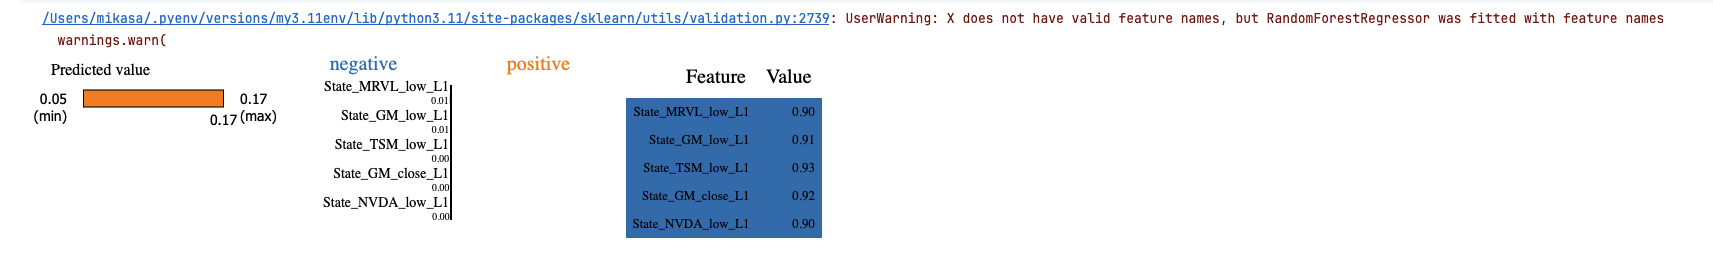 /Users/mikasa/.pyenv/versions/my3.11env/lib/python3.11/site-packages/sklearn/utils/validation.py:2739: UserWarning: X does not have valid feature names, but RandomForestRegressor was fitted with feature names
warnings.warn(
Predicted value
0.05
(min)
0.17
(max)
0.17
negative positive
State_MRVL_low_L1
0.01
State_GM_low_L1
0.01
State_TSM_low_L1
0.00
State_GM_close_L1
0.00
State_NVDA_low_L1
0.00
Feature Value
State_MRVL_low_L1 0.90
State_GM_low_L1 0.91
State_TSM_low_L1 0.93
State_GM_close_L1 0.92
State_NVDA_low_L1 0.90